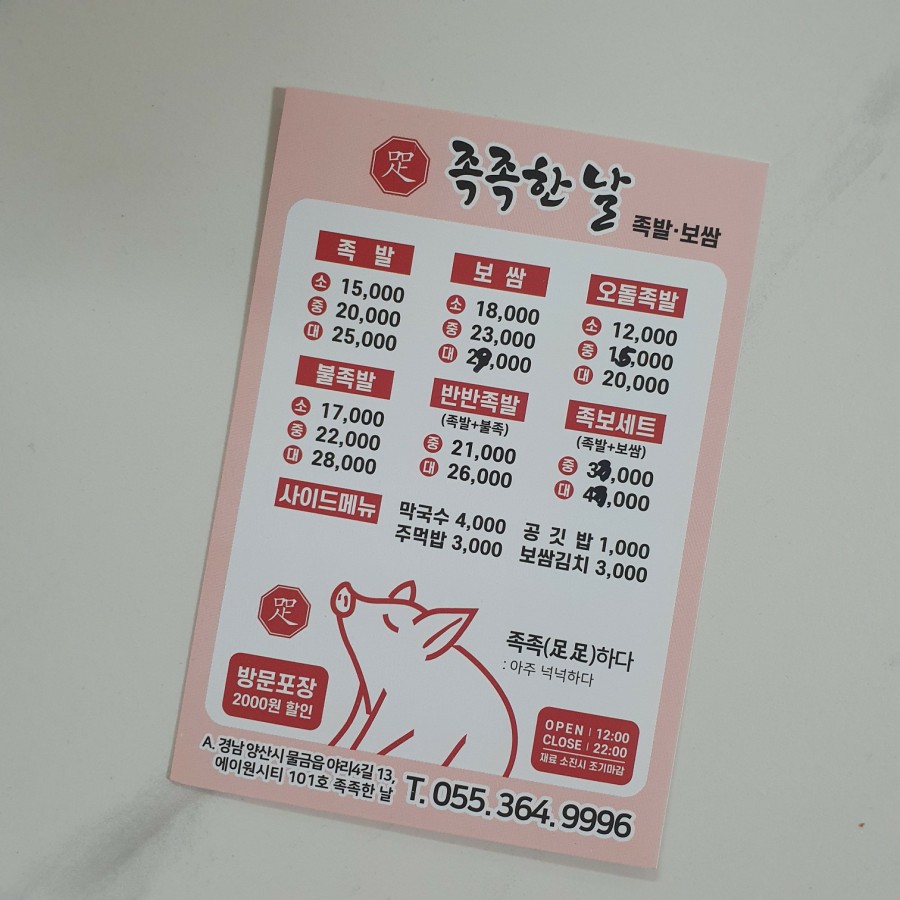 족족한 날
족발·보쌈
족 발
소 15,000
중 20,000
대 25,000
보 쌈
소 18,000
중 23,000
대 29,000
오돌족발
소 12,000
중 15,000
대 20,000
불족발
소 17,000
중 22,000
대 28,000
반반족발
(족발+불족)
중 21,000
대 26,000
족보세트
(족발+보쌈)
중
대
사이드메뉴
막국수 4,000
주먹밥 3,000
공 깃 밥 1,000
보쌈김치 3,000
족족(足足)하다
: 아주 넉넉하다
방문포장
2000원 할인
OPEN | 12:00
CLOSE | 22:00
재료 소진시 조기마감
A. 경남 양산시 물금읍 야리4길 13,
에이원시티 101호 족족한 날
T. 055. 364. 9996